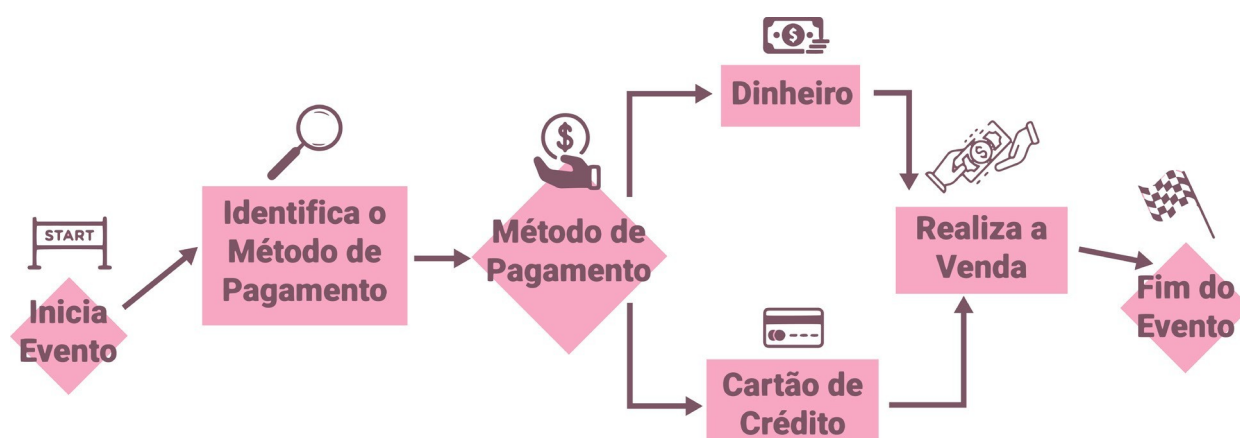 START
Inicia
Evento
Identifica o
Método de
Pagamento
$
Método de
Pagamento
$
Dinheiro
Cartão de
Crédito
$
Realiza a
Venda
Fim do
Evento